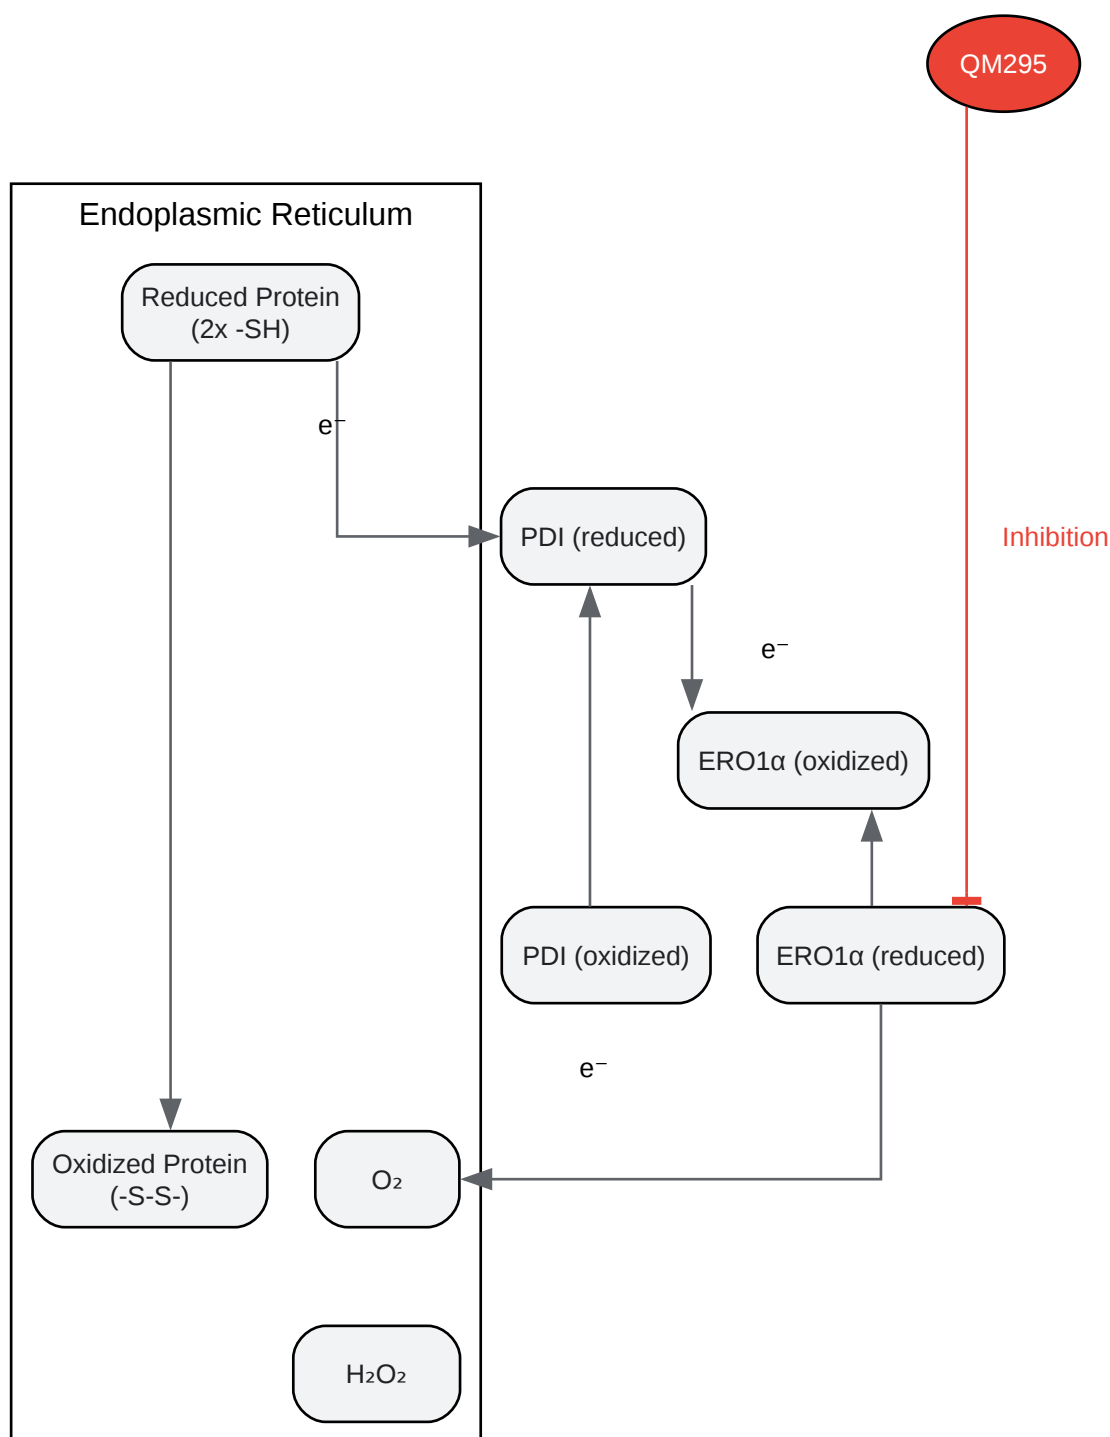 QM295
Endoplasmic Reticulum
Reduced Protein
(2x -SH)
e⁻
PDI (reduced)
Inhibition
e⁻
ERO1α (oxidized)
PDI (oxidized)
ERO1α (reduced)
e⁻
Oxidized Protein
(-S-S-)
O₂
H₂O₂